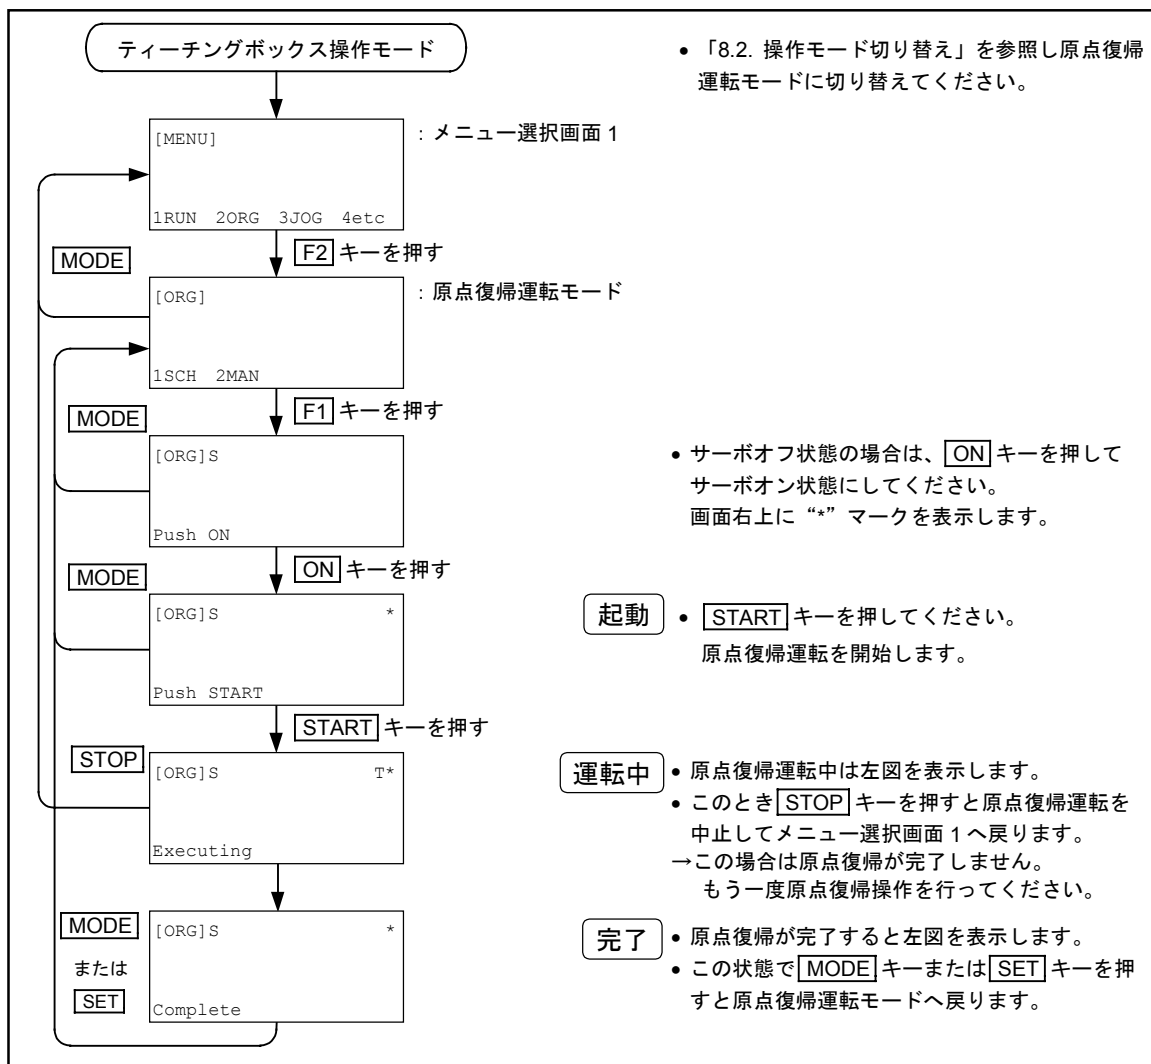 ティーチングボックス操作モード
• 「8.2. 操作モード切り替え」を参照し原点復帰
運転モードに切り替えてください。
[MENU]
：メニュー選択画面 1
1RUN 2ORG 3JOG 4etc
MODE
F2 キーを押す
[ORG]
：原点復帰運転モード
1SCH 2MAN
MODE
F1 キーを押す
[ORG]S
• サーボオフ状態の場合は、ON キーを押して
サーボオン状態にしてください。
画面右上に“*”マークを表示します。
Push ON
MODE
ON キーを押す
[ORG]S *
起動 • START キーを押してください。
原点復帰運転を開始します。
Push START
START キーを押す
STOP
[ORG]S T*
運転中 • 原点復帰運転中は左図を表示します。
• このとき STOP キーを押すと原点復帰運転を
中止してメニュー選択画面 1 へ戻ります。
→この場合は原点復帰が完了しません。
もう一度原点復帰操作を行ってください。
Executing
MODE
または
SET
[ORG]S *
完了 • 原点復帰が完了すると左図を表示します。
• この状態で MODE キーまたは SET キーを押
すと原点復帰運転モードへ戻ります。
Complete